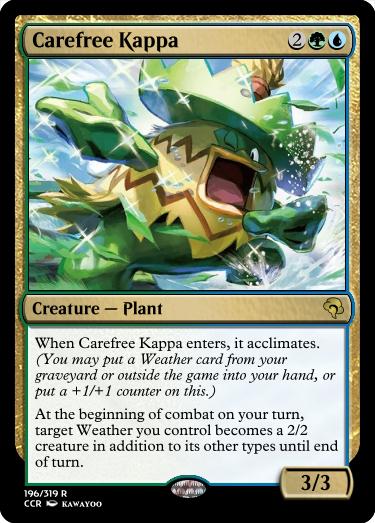 Carefree Kappa 2
Creature — Plant
When Carefree Kappa enters, it acclimates.
(You may put a Weather card from your
graveyard or outside the game into your hand, or
put a +1/+1 counter on this.)
At the beginning of combat on your turn,
target Weather you control becomes a 2/2
creature in addition to its other types until end
of turn.
3/3
196/319 R
CCR KAWAYOO